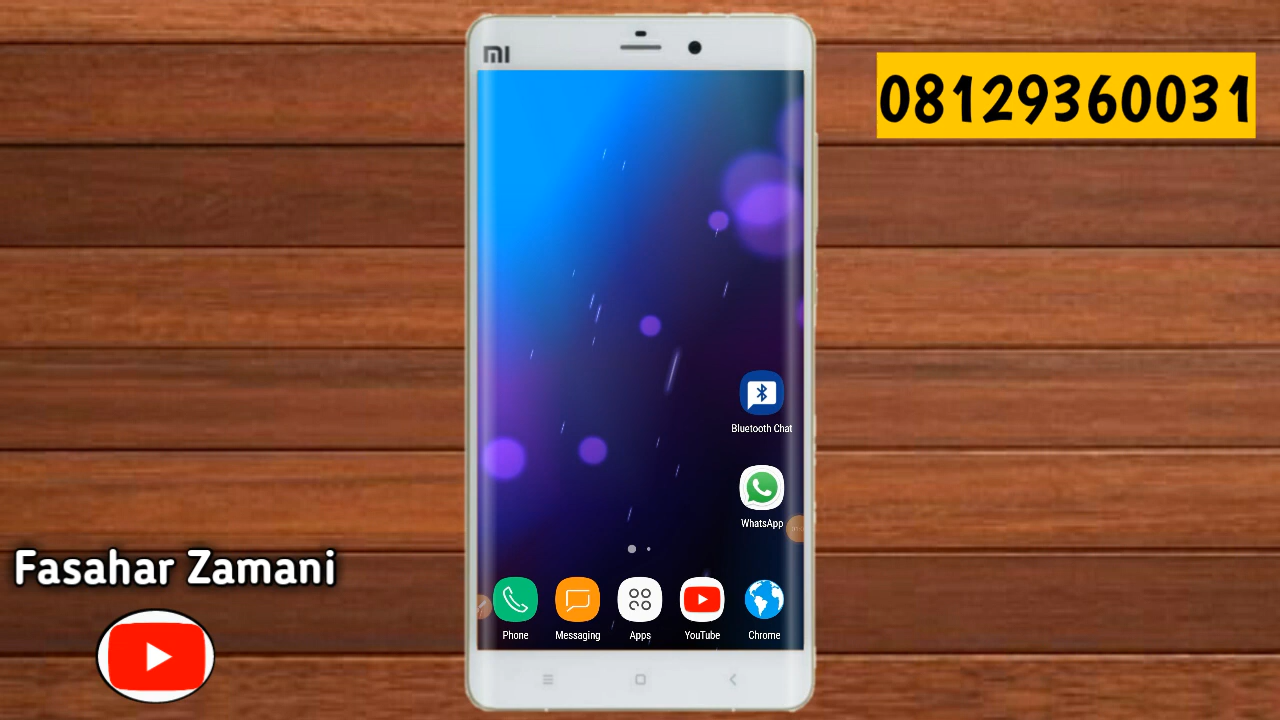 MI
08129360031
Bluetooth Chat
WhatsApp
Fasahar Zamani
Phone
Messaging
Apps
YouTube
Chrome